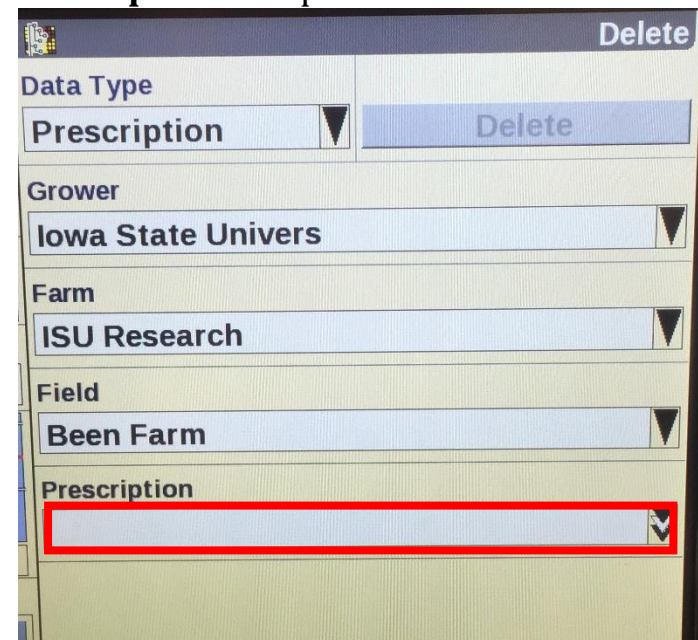 Delete
Data Type
Prescription
Delete
Grower
Iowa State Univers
Farm
ISU Research
Field
Been Farm
Prescription